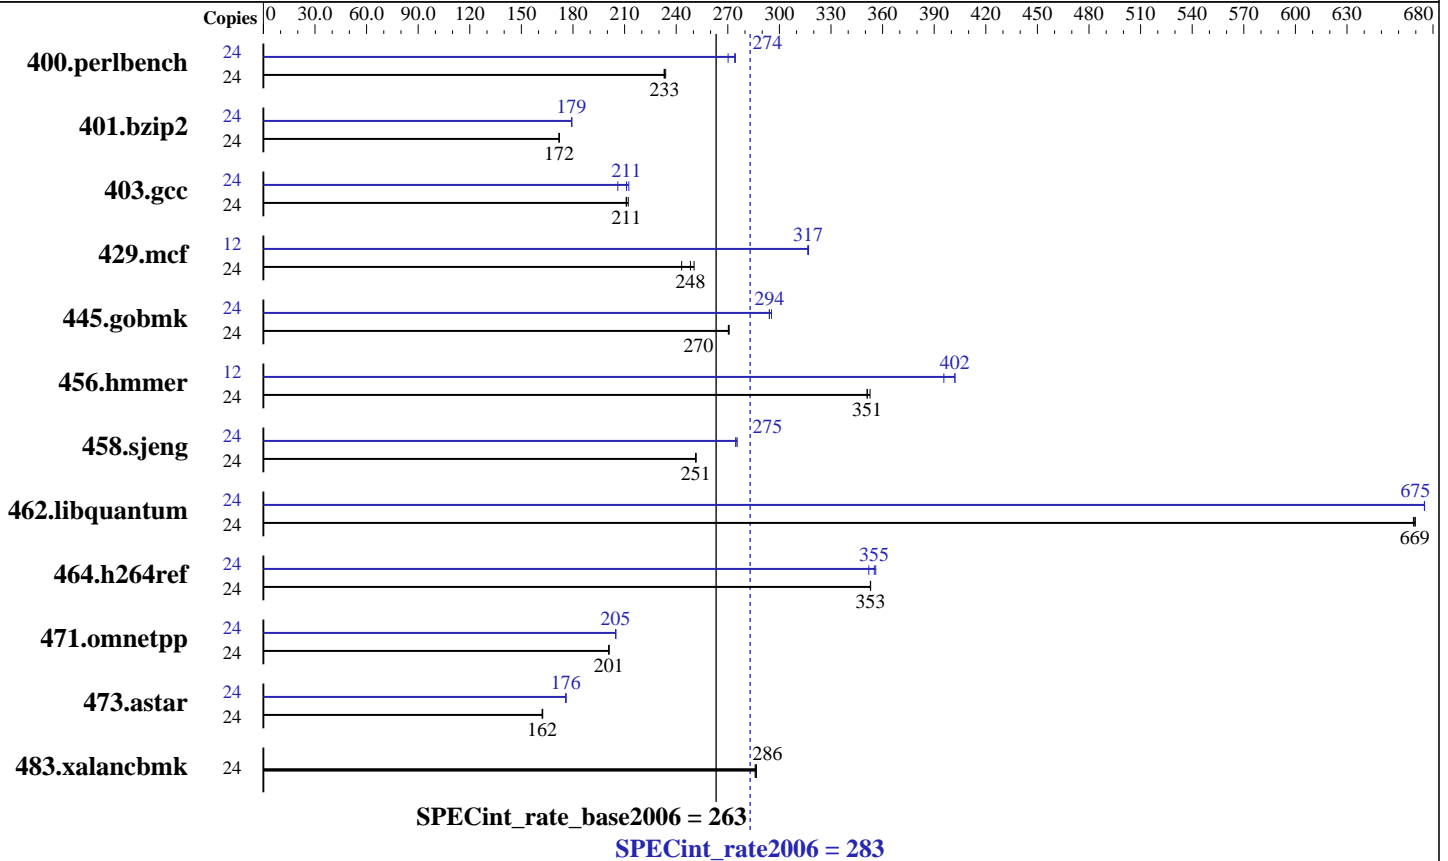 Copies 0 30.0 60.0 90.0 120 150 180 210 240 270 300 330 360 390 420 450 480 510 540 570 600 630 680
400.perlbench 24 274
24 233
401.bzip2 24 179
24 172
403.gcc 24 211
24 211
429.mcf 12 317
24 248
445.gobmk 24 294
24 270
456.hmmer 12 402
24 351
458.sjeng 24 275
24 251
462.libquantum 24 675
24 669
464.h264ref 24 355
24 353
471.omnetpp 24 205
24 201
473.astar 24 176
24 162
483.xalancbmk 24 286
SPECint_rate_base2006 = 263
SPECint_rate2006 = 283